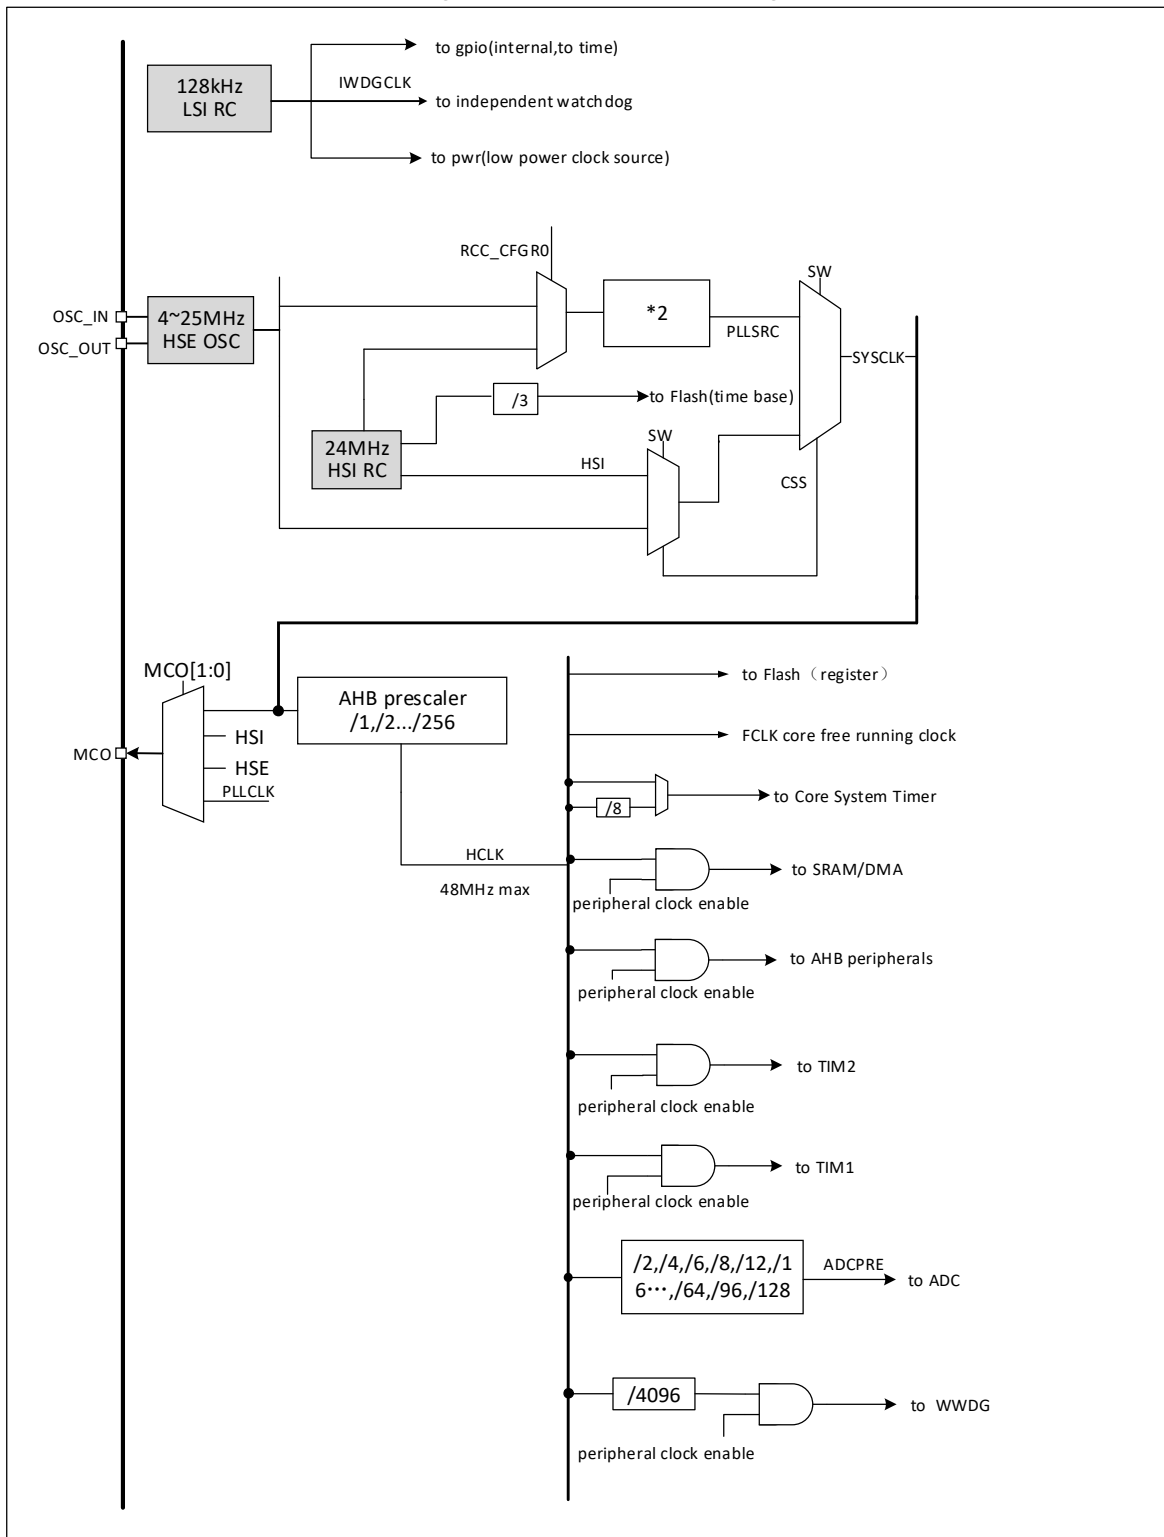 to gpio(internal,to time)
128kHz
LSI RC
IWDGCLK
to independent watchdog
to pwr(low power clock source)
RCC_CFGR0
SW
OSC_IN
OSC_OUT
4~25MHz
HSE OSC
*2
PLLSRC
SYSCLK
/3
to Flash(time base)
24MHz
HSI RC
HSI
SW
CSS
MCO[1:0]
AHB prescaler
/1,/2.../256
HSI
MCO
HSE
PLLCLK
to Flash（register）
FCLK core free running clock
/8
to Core System Timer
HCLK
48MHz max
to SRAM/DMA
peripheral clock enable
to AHB peripherals
peripheral clock enable
to TIM2
peripheral clock enable
to TIM1
peripheral clock enable
/2,/4,/6,/8,/12,/1
6···,/64,/96,/128
ADCPRE
to ADC
/4096
to WWDG
peripheral clock enable